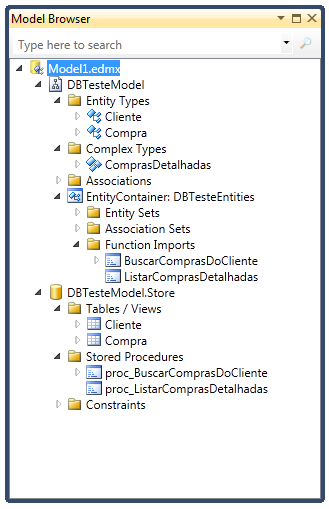 Model Browser
Type here to search
Model1.edmx
DBTesteModel
Entity Types
Cliente
Compra
Complex Types
ComprasDetalhadas
Associations
EntityContainer: DBTesteEntities
Entity Sets
Association Sets
Function Imports
BuscarComprasDoCliente
ListarComprasDetalhadas
DBTesteModel.Store
Tables / Views
Cliente
Compra
Stored Procedures
proc_BuscarComprasDoCliente
proc_ListarComprasDetalhadas
Constraints